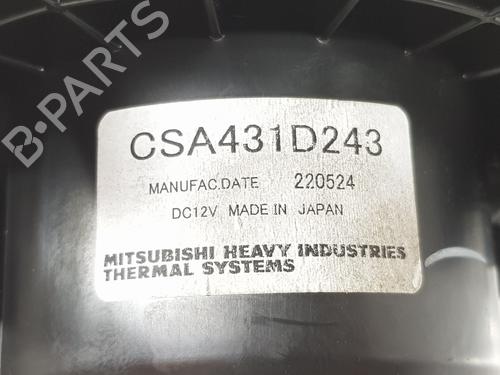 CSA431D243
MANUFAC.DATE 220524
DC12V MADE IN JAPAN
MITSUBISHI HEAVY INDUSTRIES
THERMAL SYSTEMS
B-PARTS